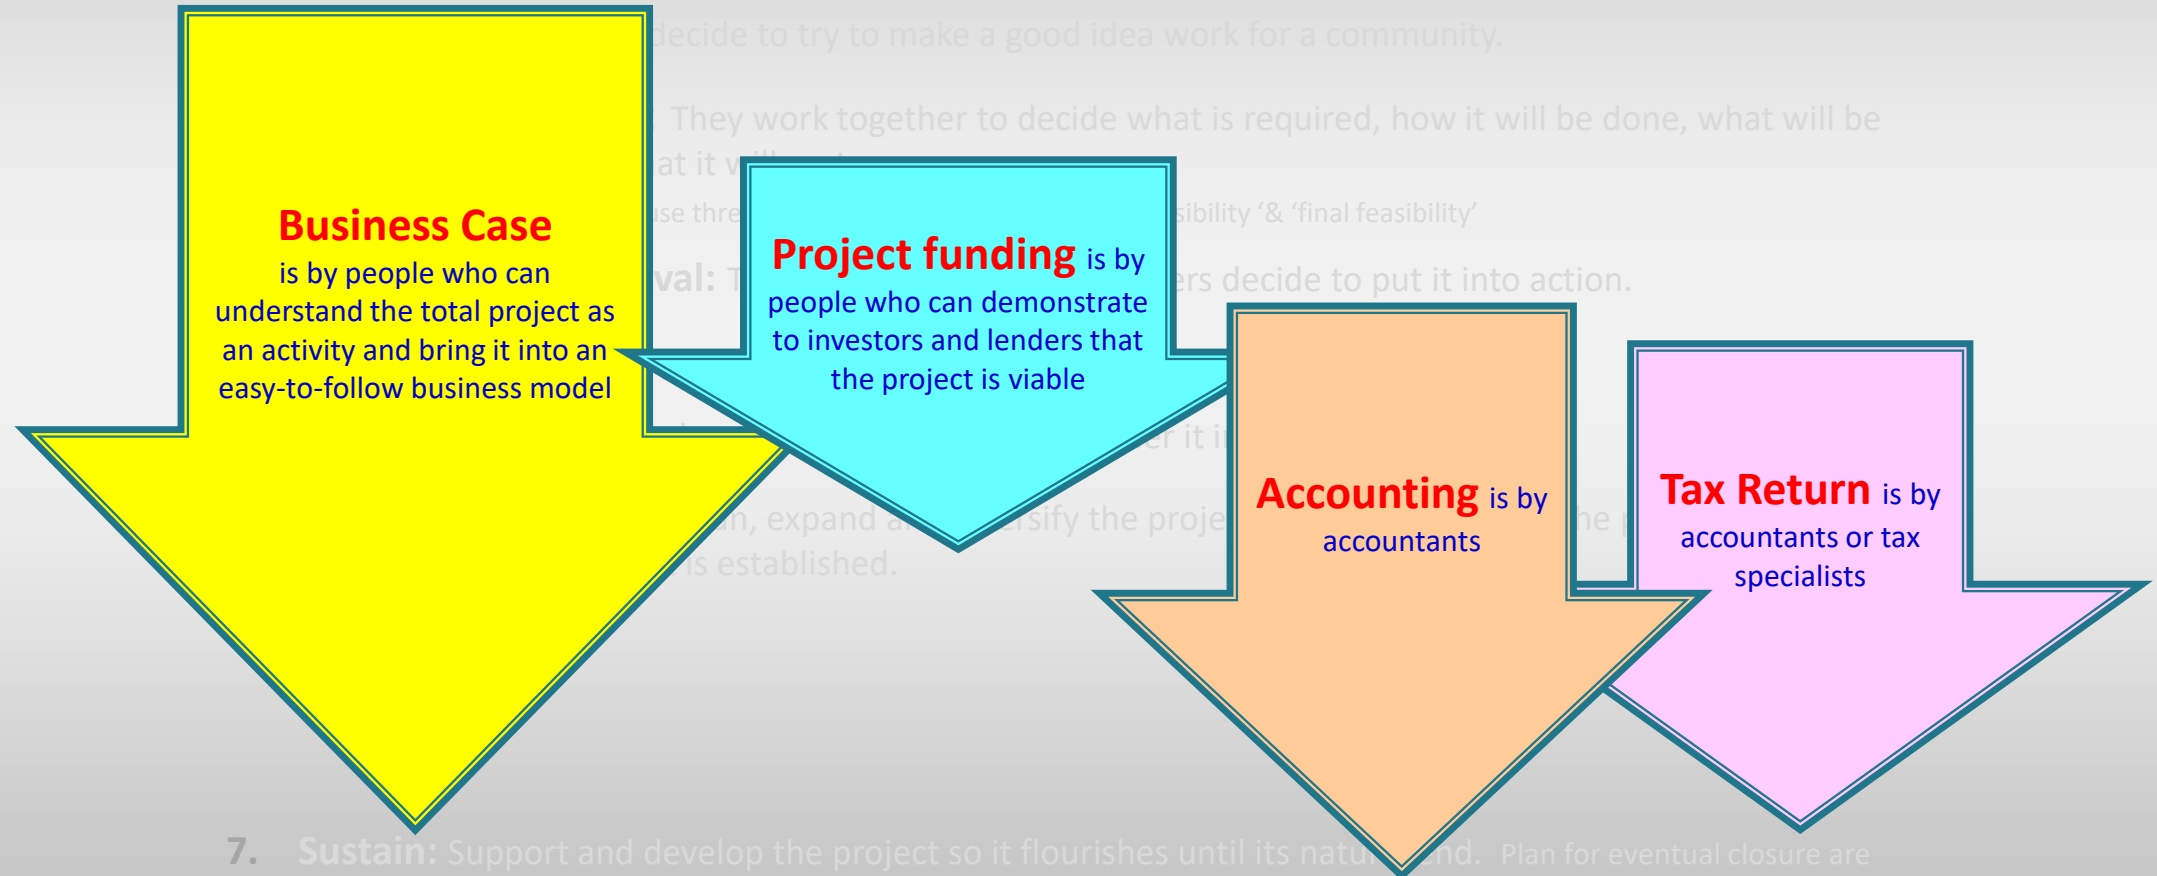 decide to try to make a good idea work for a community.
They work together to decide what is required, how it will be done, what will be
Business Case
is by people who can
understand the total project as
an activity and bring it into an
easy-to-follow business model
Project funding is by
people who can demonstrate
to investors and lenders that
the project is viable
‘& ‘final feasibility’
decide to put it into action.
Accounting is by
accountants
Tax Return is by
accountants or tax
specialists
expand
the
is established.
7. Sustain: Support and develop the project so it flourishes until its end. Plan for eventual closure are